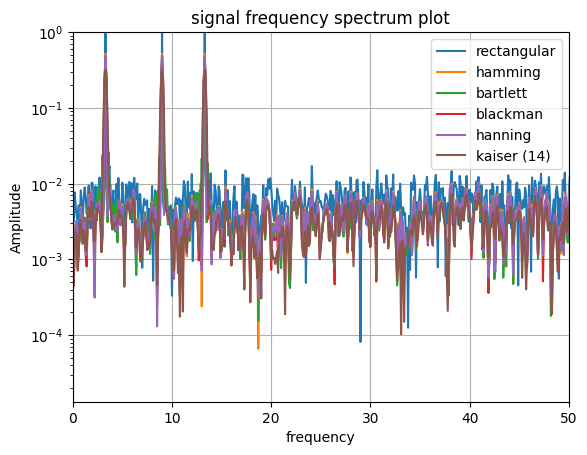 signal frequency spectrum plot
10^0
10^−1
10^−2
10^−3
10^−4
Amplitude
rectangular
hamming
bartlett
blackman
hanning
kaiser (14)
0 10 20 30 40 50
frequency